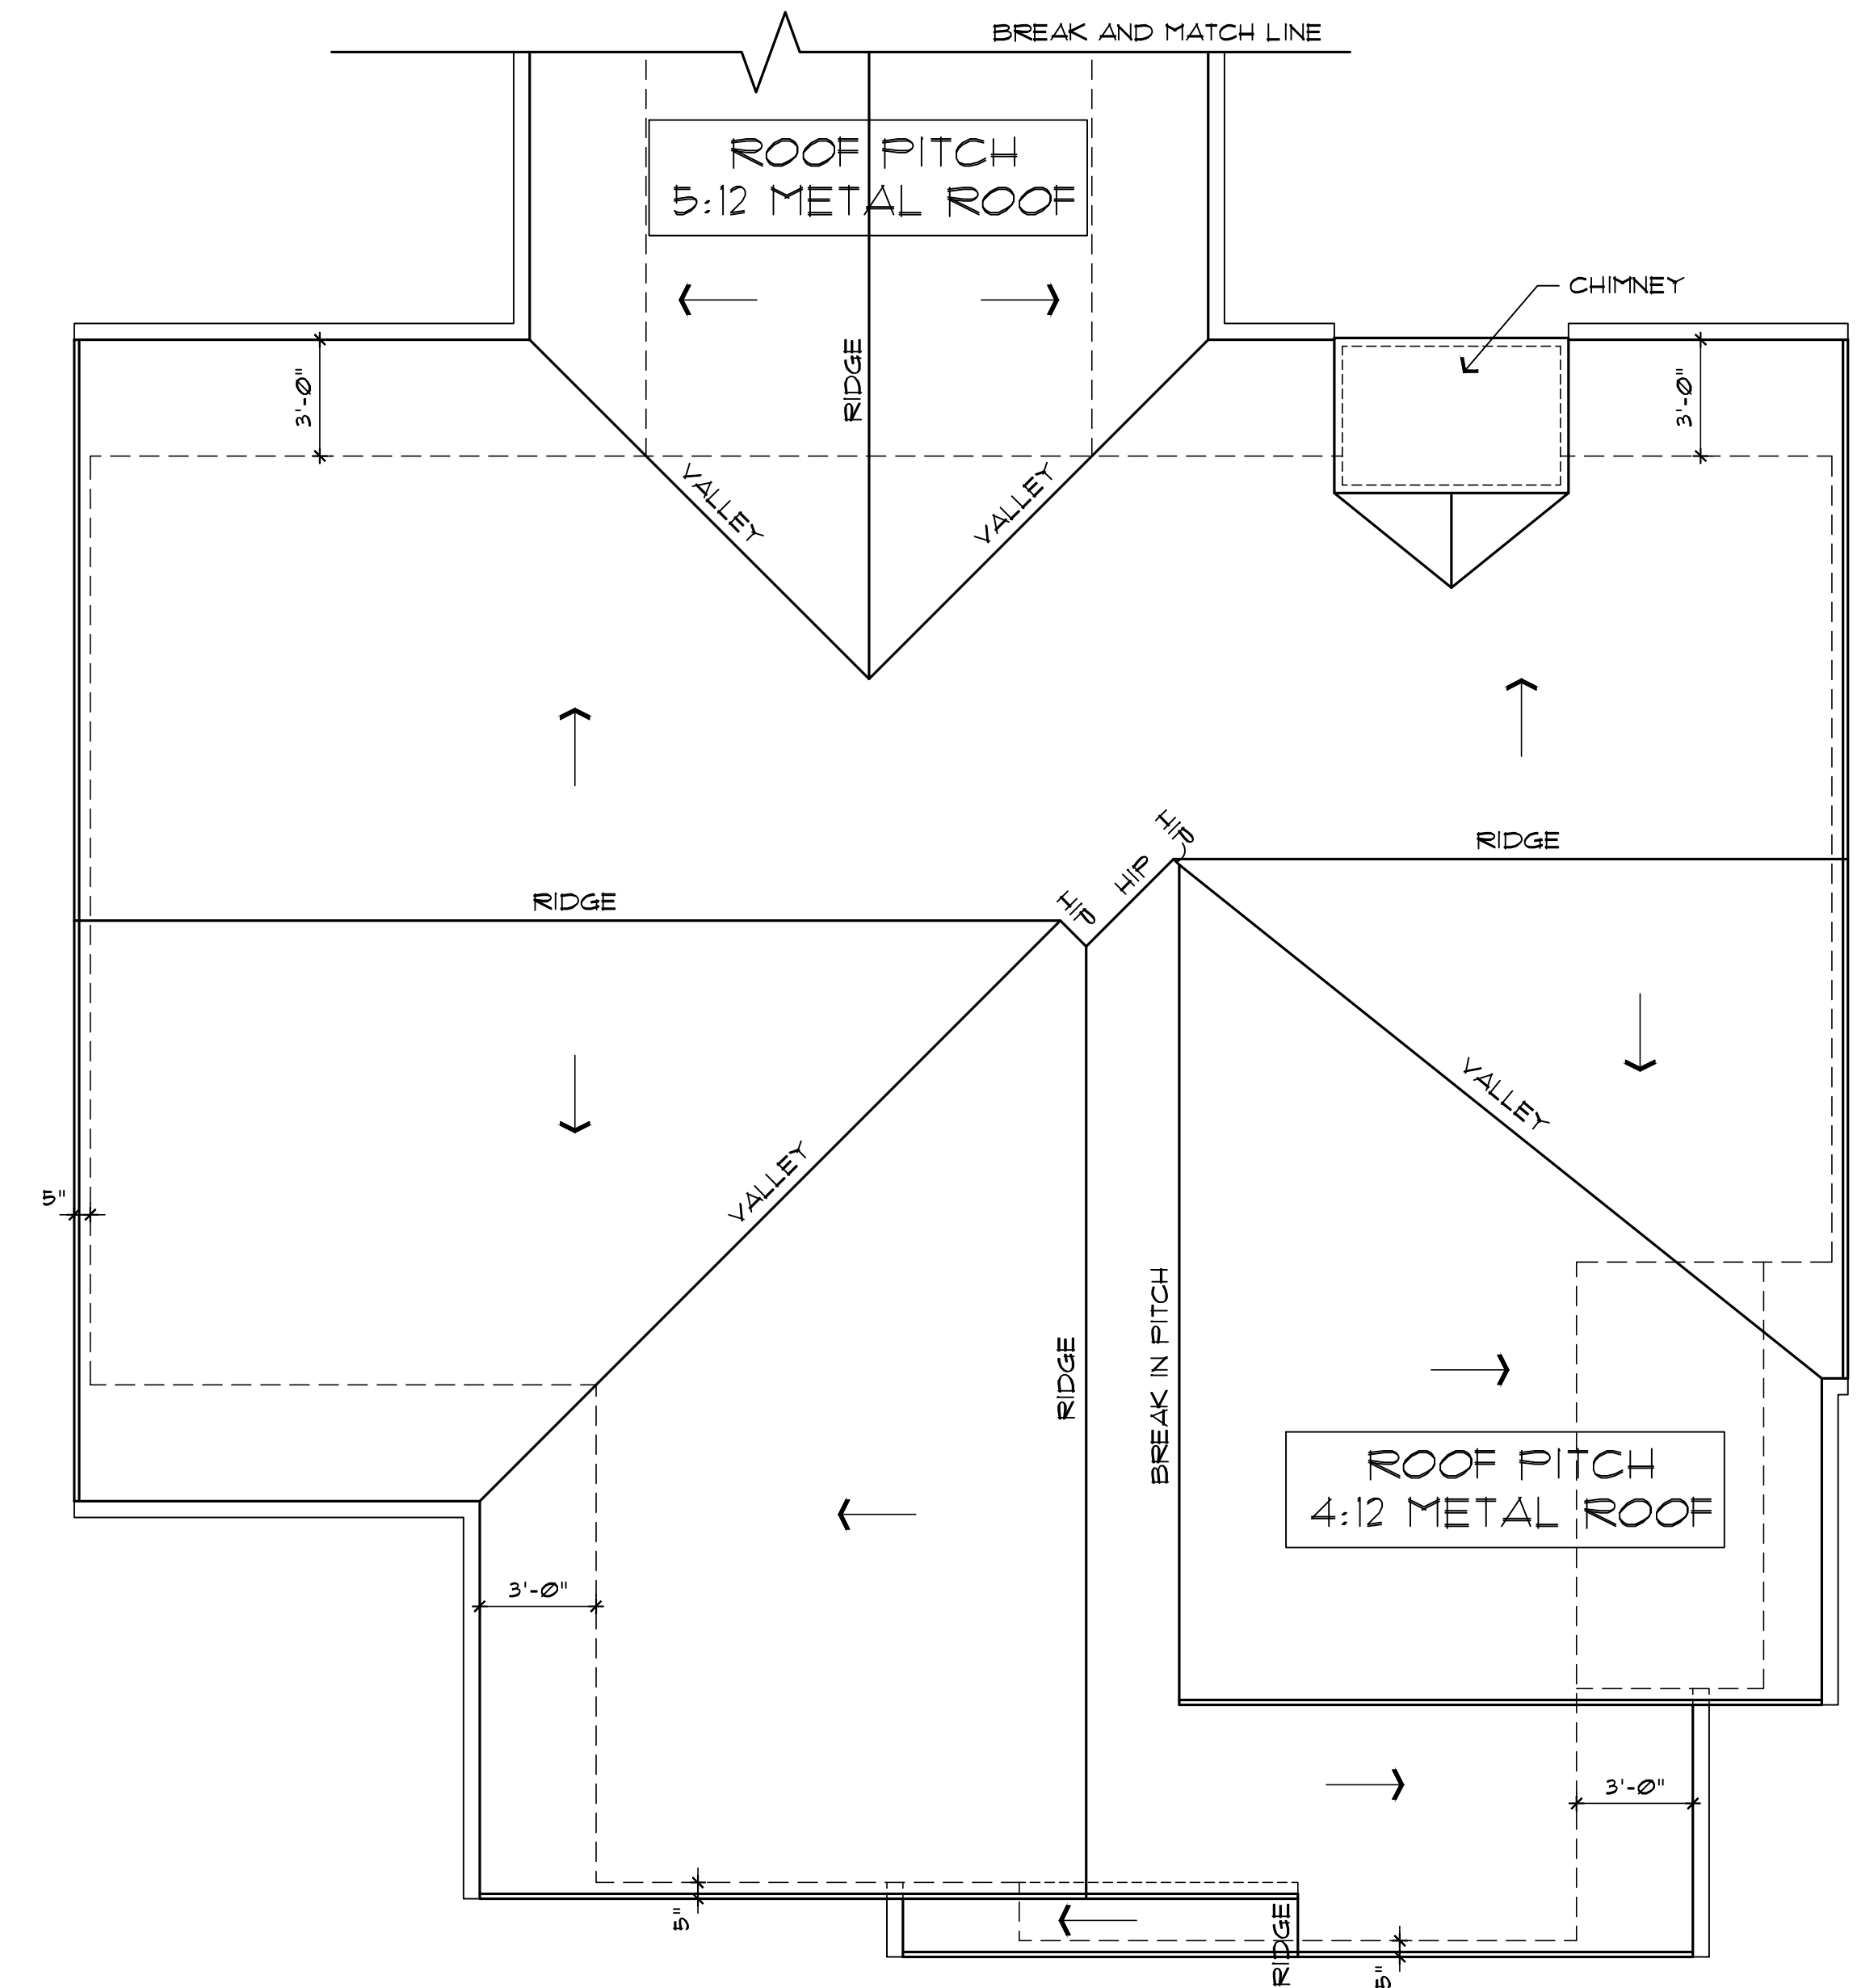 BREAK AND MATCH LINE
ROOF PITCH
5:12 METAL ROOF
CHIMNEY
RIDGE
3'-0"
3'-0"
VALLEY
VALLEY
HIP
RIDGE
HIP
RIDGE
HIP
VALLEY
VALLEY
5"
BREAK IN PITCH
RIDGE
ROOF PITCH
4:12 METAL ROOF
3'-0"
3'-0"
5"
RIDGE
5"